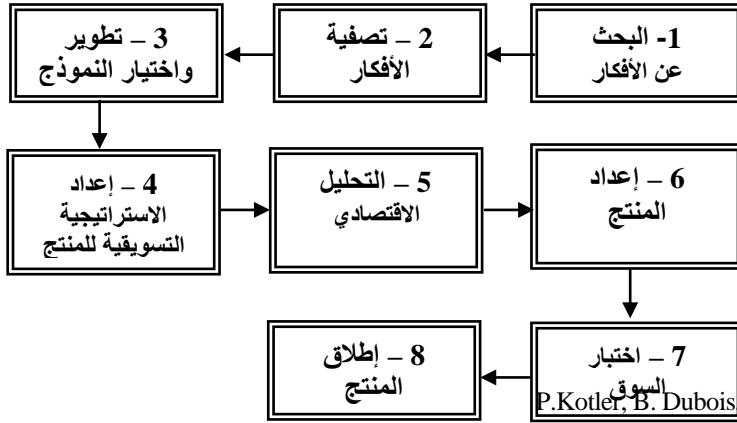 1- البحث
عن الأفكار
2 – تصفية
الأفكار
3 – تطوير
واختيار النموذج
4 – إعداد
الاستراتيجية
التسويقية للمنتج
5 – التحليل
الاقتصادي
6 – إعداد
المنتج
7 – اختبار
السوق
8 – إطلاق
المنتج
P.Kotler, B. Dubois